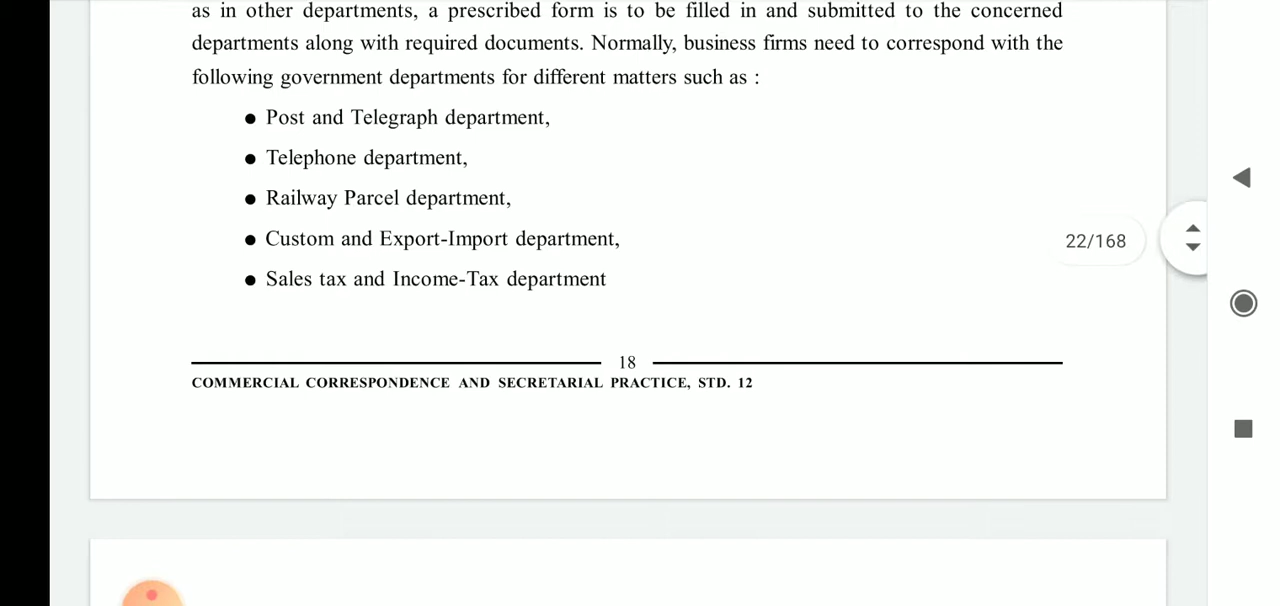 as in other departments, a prescribed form is to be filled in and submitted to the concerned
departments along with required documents. Normally, business firms need to correspond with the
following government departments for different matters such as :
● Post and Telegraph department,
● Telephone department,
● Railway Parcel department,
● Custom and Export-Import department,
● Sales tax and Income-Tax department
22/168
18
COMMERCIAL CORRESPONDENCE AND SECRETARIAL PRACTICE, STD. 12